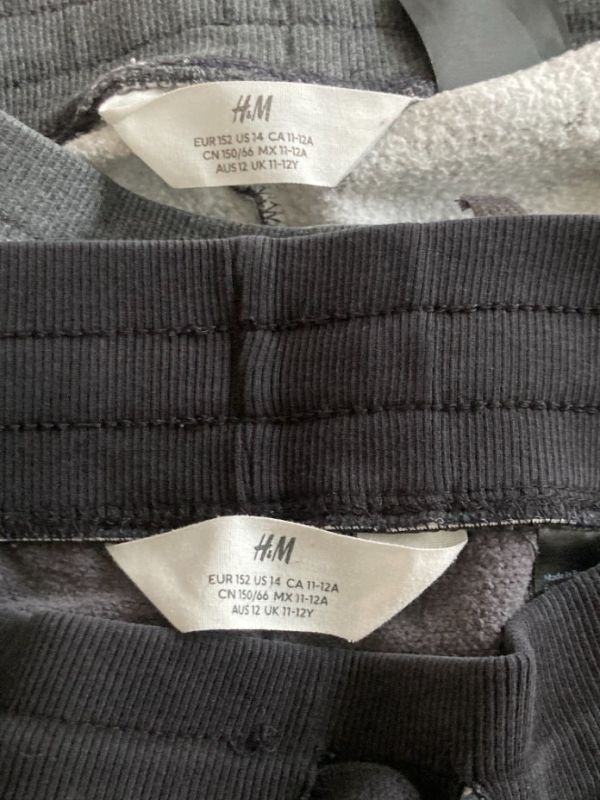 H&M
EUR 152 US 14 CA 11-12A
CN 150/66 MX 11-12A
AUS 12 UK 11-12Y
H&M
EUR 152 US 14 CA 11-12A
CN 150/66 MX 11-12A
AUS 12 UK 11-12Y